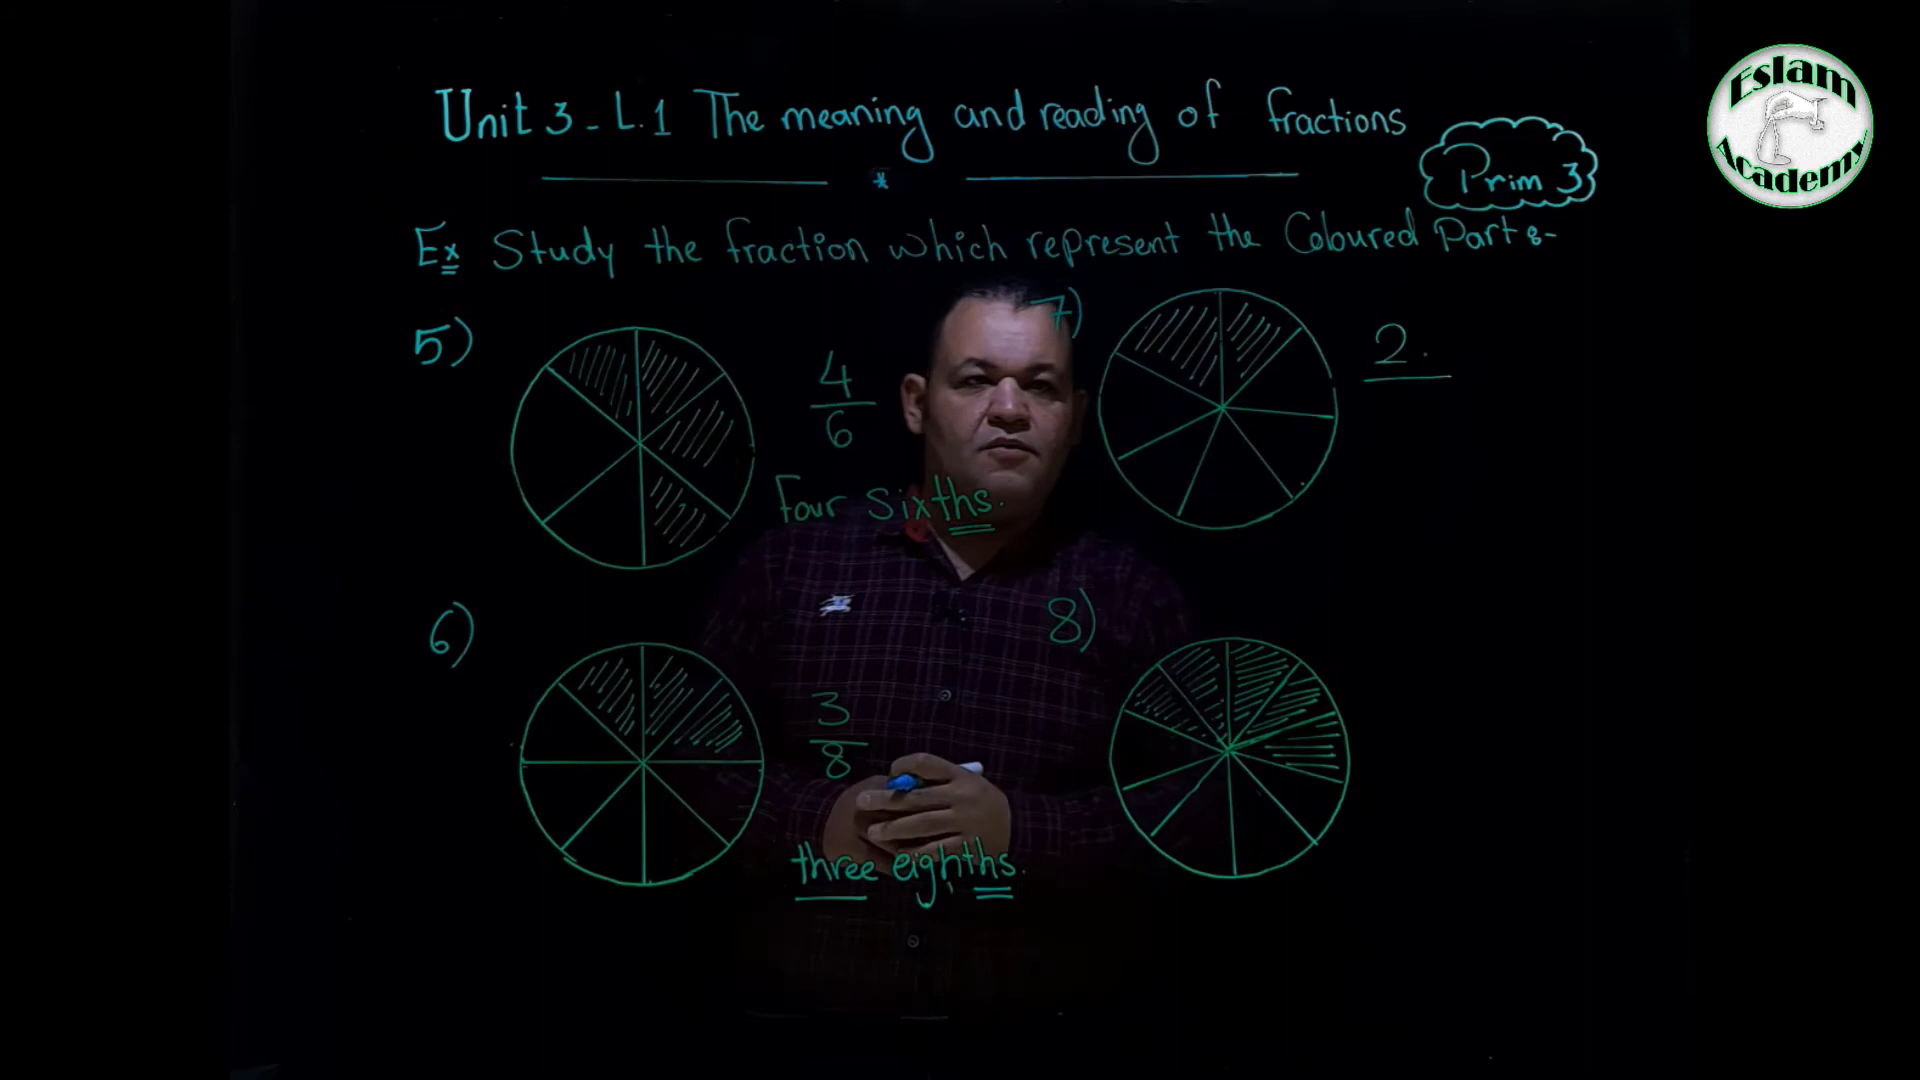 Unit 3 - L.1 The meaning and reading of fractions
Prim 3
Eslam Academy
Ex Study the fraction which represent the Coloured Part :-
5)
4
6
Four Sixths.
7)
2
6)
3
8
three eighths.
8)